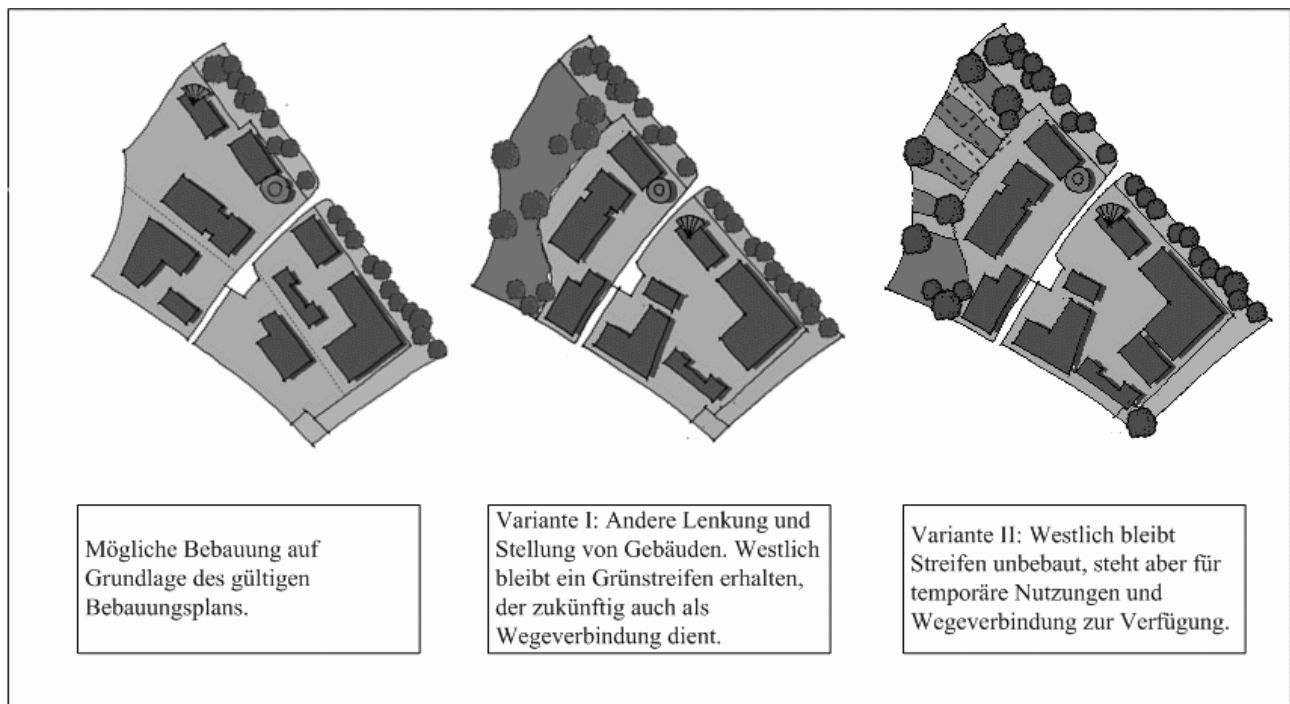 Mögliche Bebauung auf
Grundlage des gültigen
Bebauungsplans.
Variante I: Andere Lenkung und
Stellung von Gebäuden. Westlich
bleibt ein Grünstreifen erhalten,
der zukünftig auch als
Wegeverbindung dient.
Variante II: Westlich bleibt
Streifen unbebaut, steht aber für
temporäre Nutzungen und
Wegeverbindung zur Verfügung.